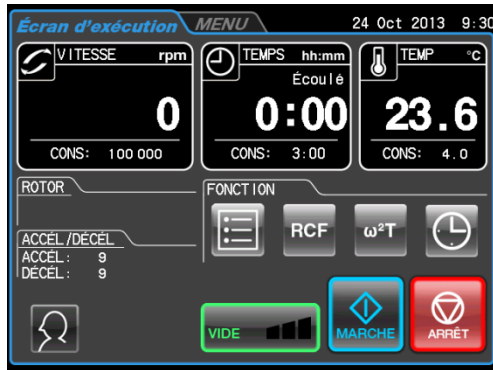 Écran d'exécution MENU 24 Oct 2013 9:30
VITESSE rpm
0
CONS: 100 000
TEMPS hh:mm
Écoulé
0:00
CONS: 3:00
TEMP °C
23.6
CONS: 4.0
ROTOR
ACCÉL/DÉCÉL
ACCÉL: 9
DÉCÉL: 9
FONCTION
RCF
ω²T
VIDE
MARCHE
ARRÊT